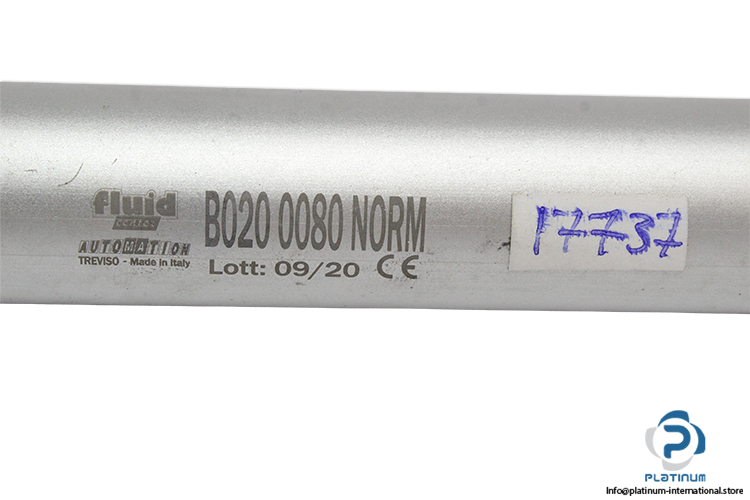 fluid
AUTOMATION
TREVISO - Made in Italy
B020 0080 NORM
Lott: 09/20 CE
17737
PLATINUM
Info@platinum-international.store